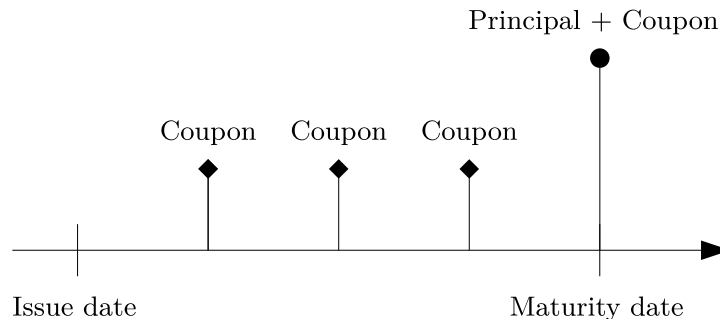 Principal + Coupon
Coupon Coupon Coupon
Issue date Maturity date